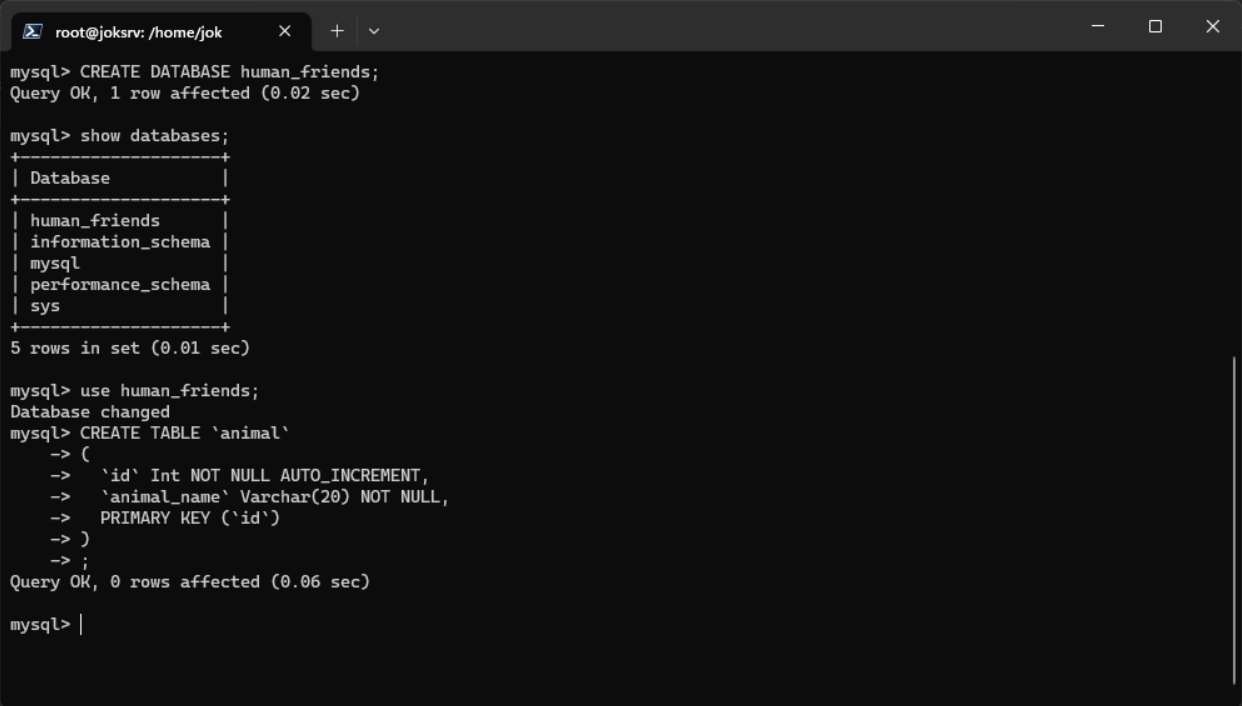 root@joksrv: /home/jok
mysql> CREATE DATABASE human_friends;
Query OK, 1 row affected (0.02 sec)
mysql> show databases;
+--------------------+
| Database           |
+--------------------+
| human_friends      |
| information_schema |
| mysql              |
| performance_schema |
| sys                |
+--------------------+
5 rows in set (0.01 sec)
mysql> use human_friends;
Database changed
mysql> CREATE TABLE `animal`
    -> (
    ->   `id` Int NOT NULL AUTO_INCREMENT,
    ->   `animal_name` Varchar(20) NOT NULL,
    ->   PRIMARY KEY (`id`)
    -> )
    -> ;
Query OK, 0 rows affected (0.06 sec)
mysql>